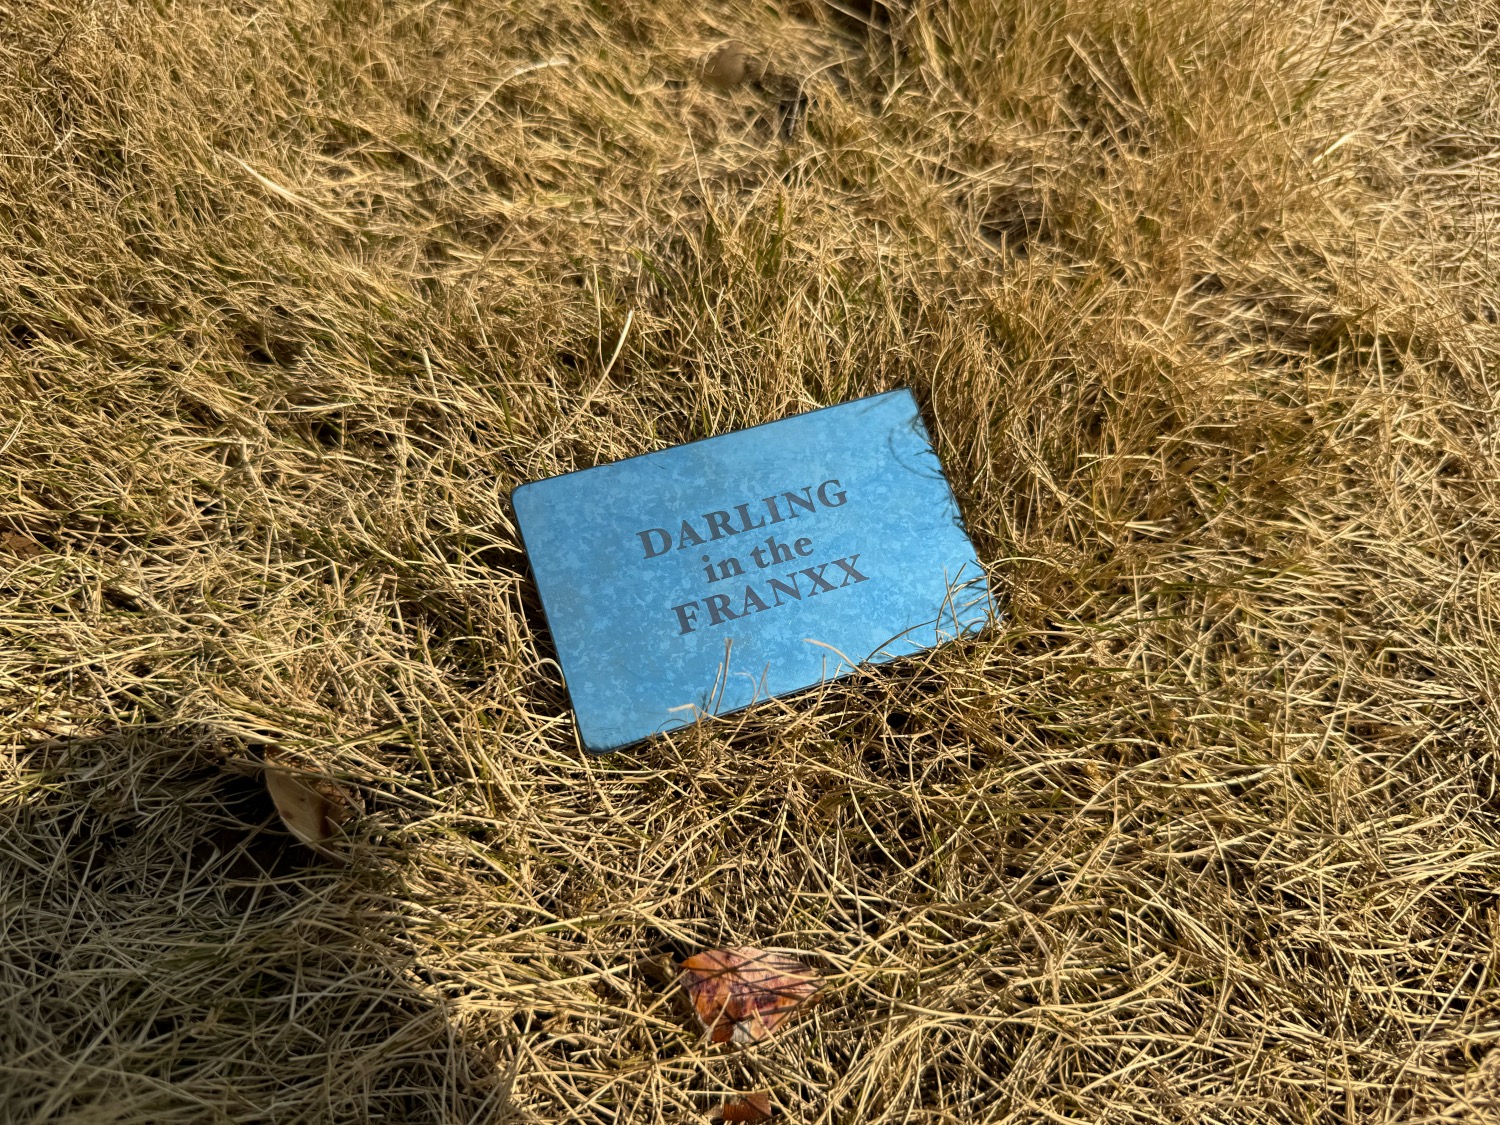 DARLING
in the
FRANXX